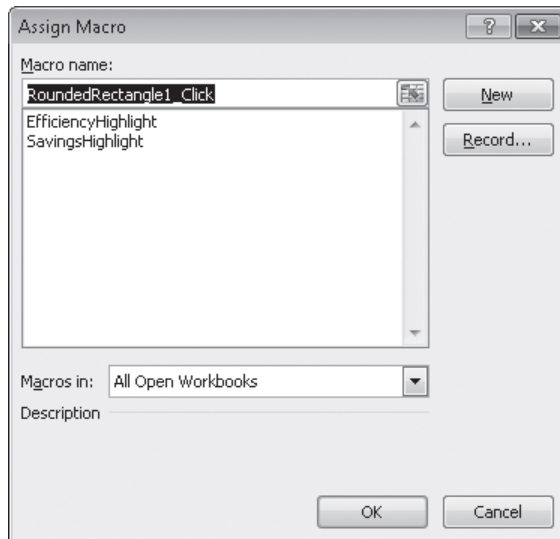 Assign Macro
Macro name:
RoundedRectangle1_Click
New
EfficiencyHighlight
SavingsHighlight
Record...
Macros in: All Open Workbooks
Description
OK Cancel